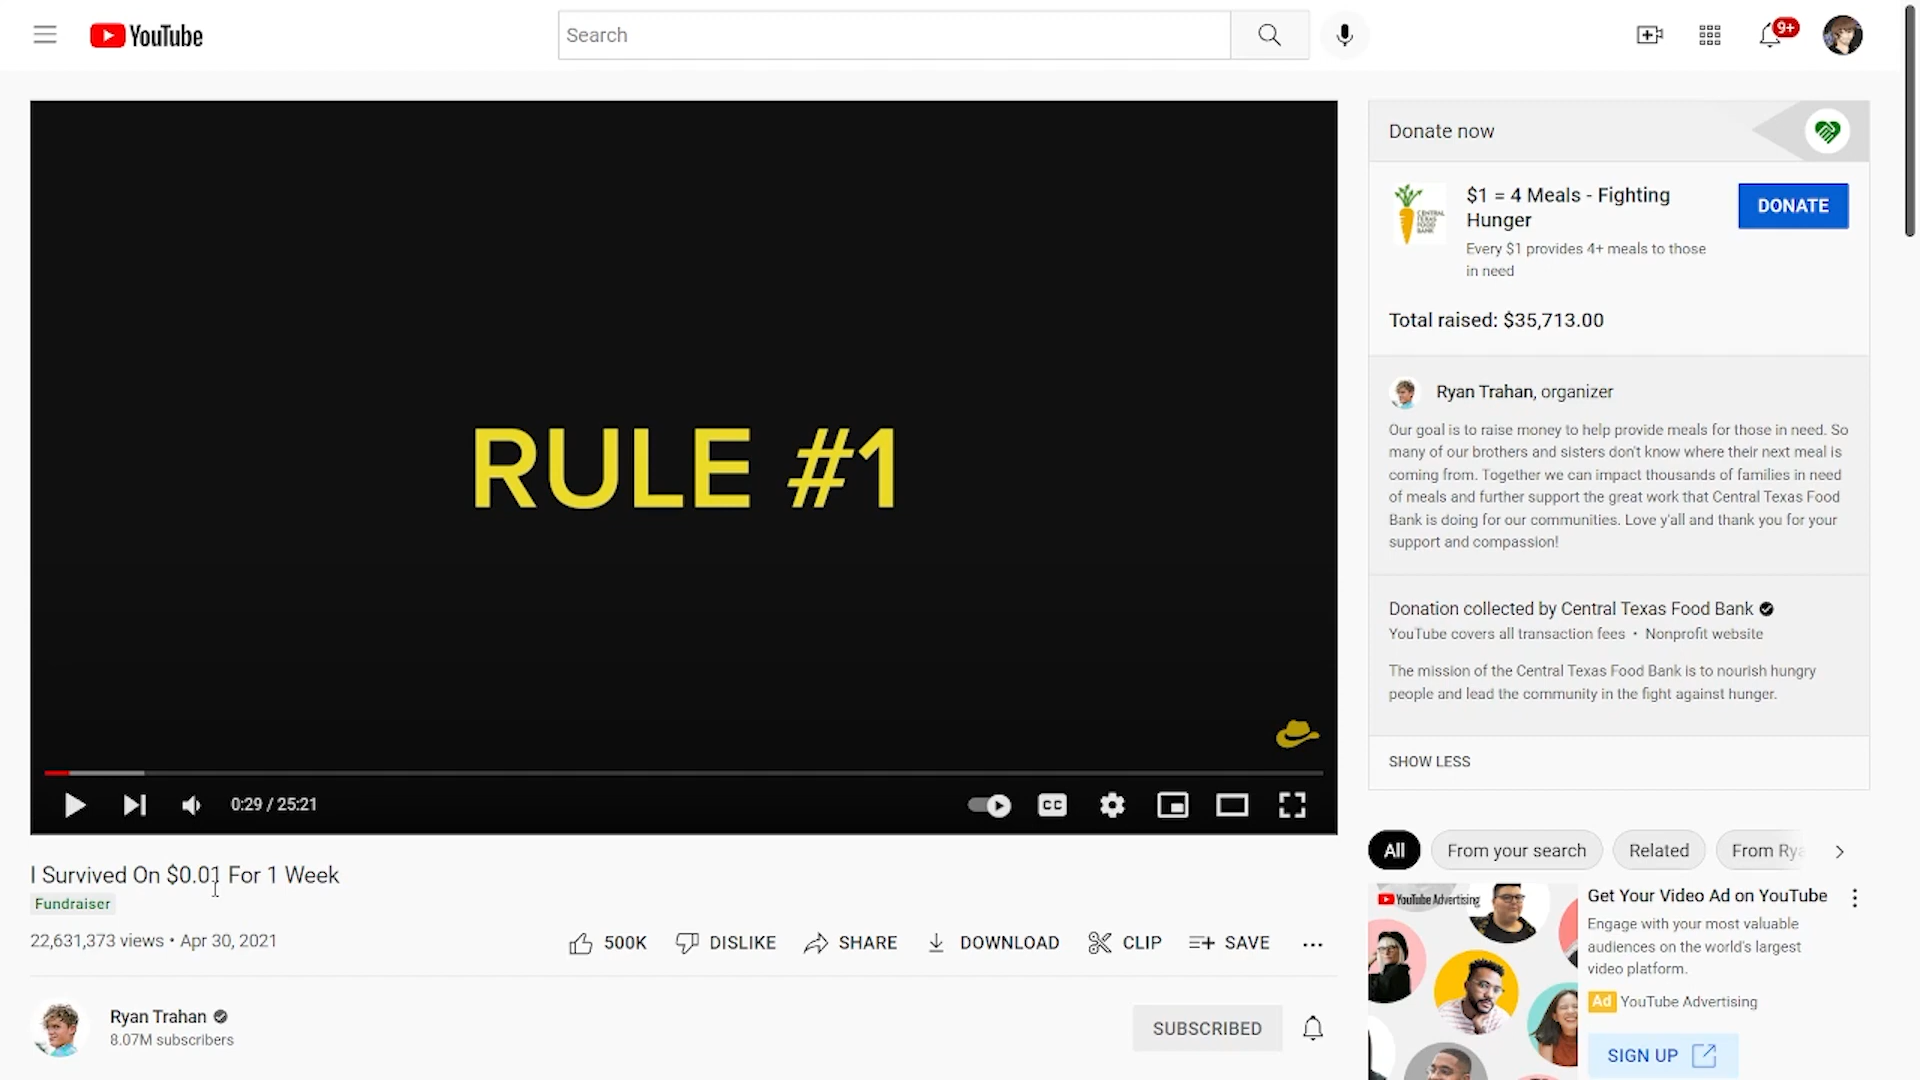 YouTube
Search
9+
RULE #1
0:29 / 25:21
CC
I Survived On $0.01 For 1 Week
Fundraiser
22,631,373 views • Apr 30, 2021
500K
DISLIKE
SHARE
DOWNLOAD
CLIP
SAVE
Ryan Trahan
8.07M subscribers
SUBSCRIBED
Donate now
CENTRAL
TEXAS
FOOD
BANK
$1 = 4 Meals - Fighting
Hunger
Every $1 provides 4+ meals to those
in need
DONATE
Total raised: $35,713.00
Ryan Trahan, organizer
Our goal is to raise money to help provide meals for those in need. So
many of our brothers and sisters don't know where their next meal is
coming from. Together we can impact thousands of families in need
of meals and further support the great work that Central Texas Food
Bank is doing for our communities. Love y'all and thank you for your
support and compassion!
Donation collected by Central Texas Food Bank
YouTube covers all transaction fees • Nonprofit website
The mission of the Central Texas Food Bank is to nourish hungry
people and lead the community in the fight against hunger.
SHOW LESS
All
From your search
Related
From Rya
YouTube Advertising
Get Your Video Ad on YouTube
Engage with your most valuable
audiences on the world's largest
video platform.
Ad YouTube Advertising
SIGN UP